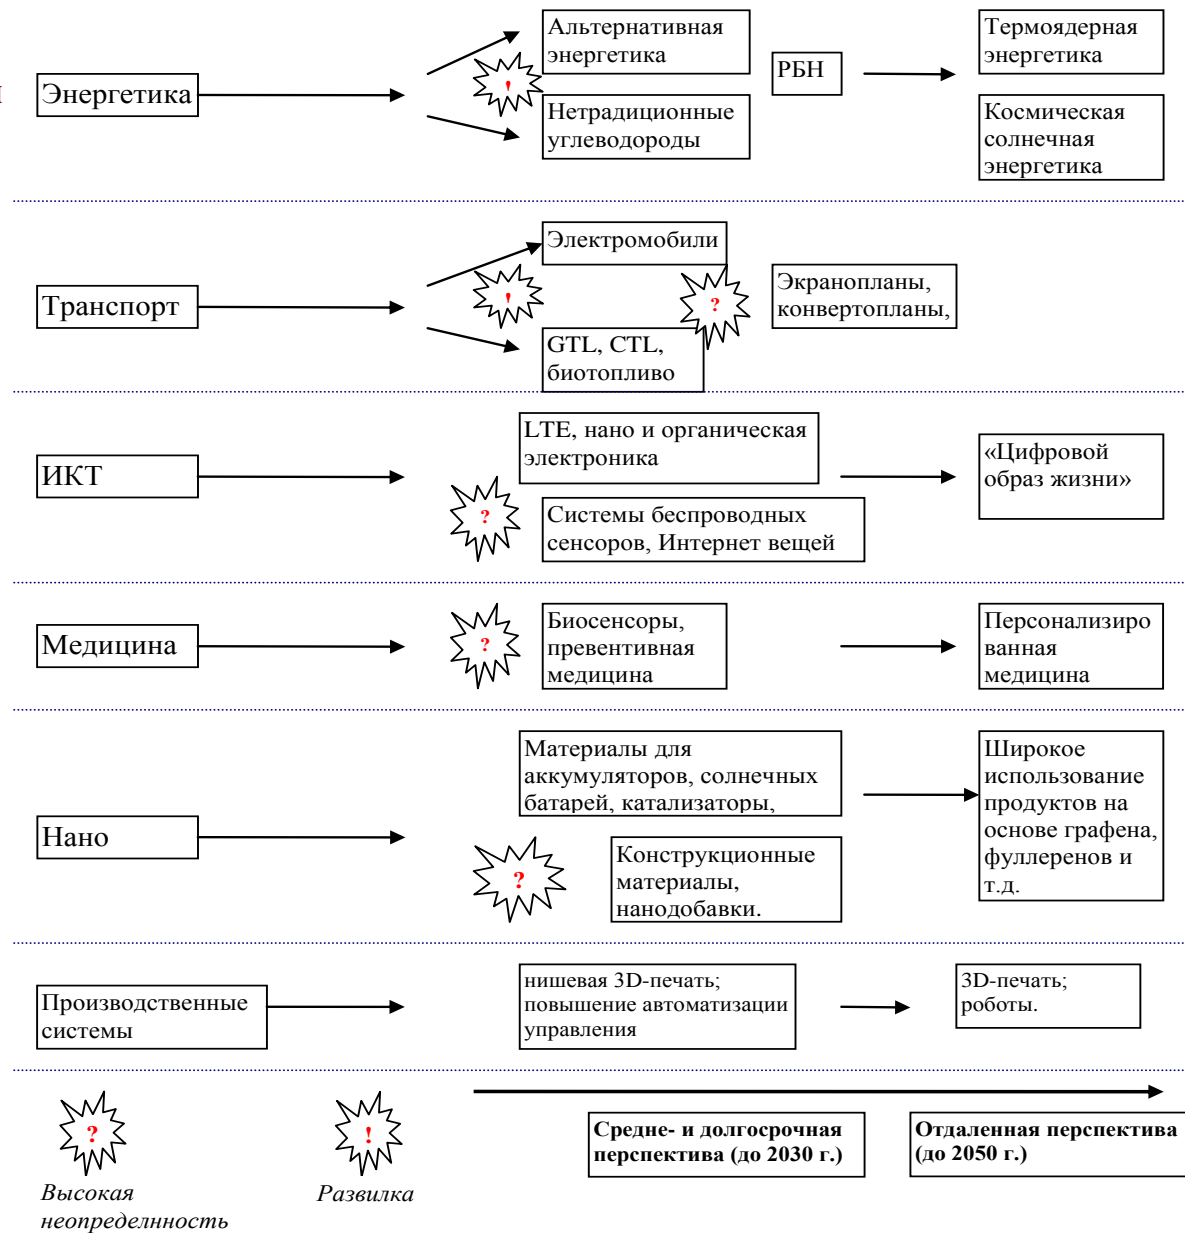 Альтернативная
энергетика
РБН
Термоядерная
энергетика
Энергетика
!
Нетрадиционные
углеводороды
Космическая
солнечная
энергетика
Электромобили
Транспорт
!
?
Экранопланы,
конвертопланы,
GTL, CTL,
биотопливо
LTE, нано и органическая
электроника
ИКТ
«Цифровой
образ жизни»
?
Системы беспроводных
сенсоров, Интернет вещей
Медицина
?
Биосенсоры,
превентивная
медицина
Персонализиро
ванная
медицина
Материалы для
аккумуляторов, солнечных
батарей, катализаторы,
Широкое
использование
продуктов на
основе графена,
фуллеренов и
т.д.
Нано
?
Конструкционные
материалы,
нанодобавки.
Производственные
системы
нишевая 3D-печать;
повышение автоматизации
управления
3D-печать;
роботы.
?
!
Средне- и долгосрочная
перспектива (до 2030 г.)
Отдаленная перспектива
(до 2050 г.)
Высокая
неопределнность
Развилка